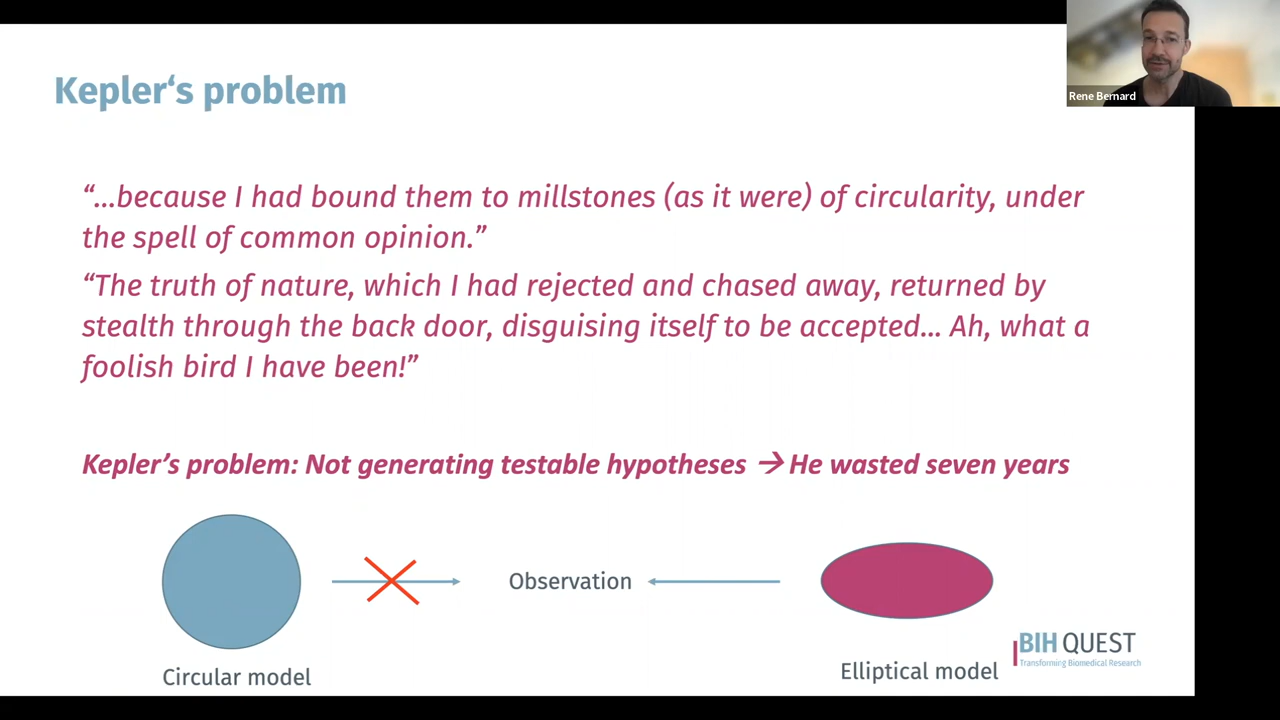 Kepler‘s problem
Rene Bernard
“...because I had bound them to millstones (as it were) of circularity, under
the spell of common opinion.”
“The truth of nature, which I had rejected and chased away, returned by
stealth through the back door, disguising itself to be accepted... Ah, what a
foolish bird I have been!”
Kepler’s problem: Not generating testable hypotheses → He wasted seven years
Observation
Circular model
Elliptical model
BIH QUEST
Transforming Biomedical Research